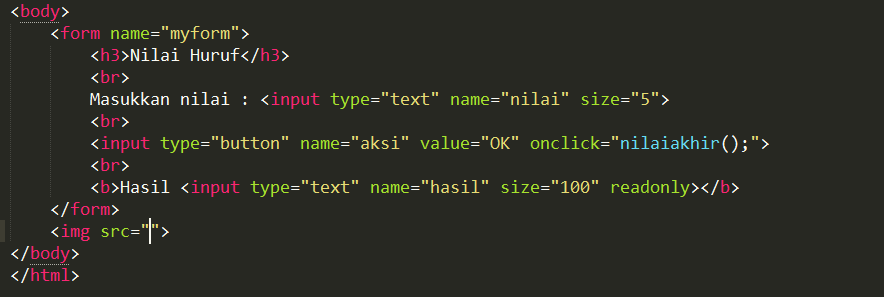 <body>
<form name="myform">
<h3>Nilai Huruf</h3>
<br>
Masukkan nilai : <input type="text" name="nilai" size="5">
<br>
<input type="button" name="aksi" value="OK" onclick="nilaiakhir();">
<br>
<b>Hasil <input type="text" name="hasil" size="100" readonly></b>
</form>
<img src="">
</body>
</html>